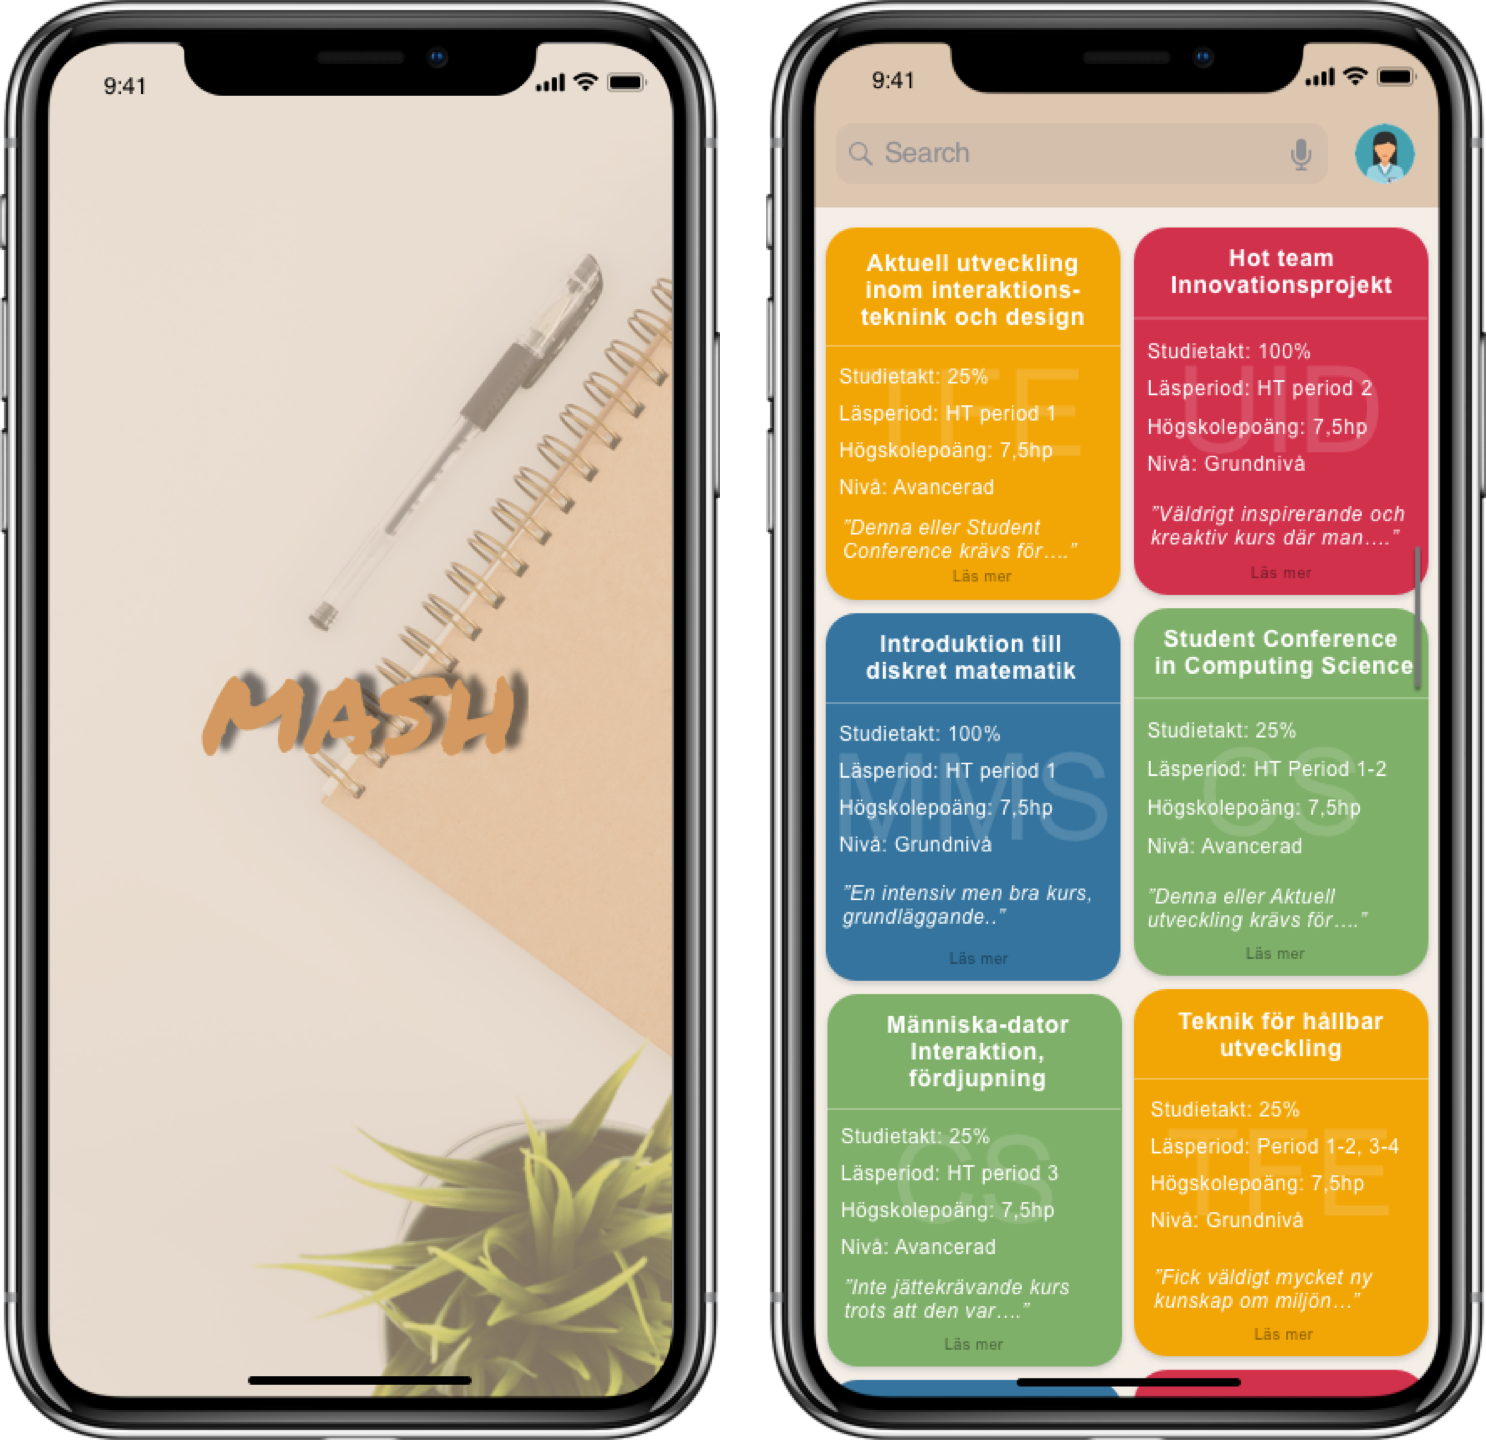 9:41
MASH
9:41
Search
Aktuell utveckling
inom interaktions-
teknink och design
TFE
Studietakt: 25%
Läsperiod: HT period 1
Högskolepoäng: 7,5hp
Nivå: Avancerad
"Denna eller Student
Conference krävs för...."
Läs mer
Hot team
Innovationsprojekt
UID
Studietakt: 100%
Läsperiod: HT period 2
Högskolepoäng: 7,5hp
Nivå: Grundnivå
"Väldrigt inspirerande och
kreaktiv kurs där man...."
Läs mer
Introduktion till
diskret matematik
MMS
Studietakt: 100%
Läsperiod: HT period 1
Högskolepoäng: 7,5hp
Nivå: Grundnivå
"En intensiv men bra kurs,
grundläggande.."
Läs mer
Student Conference
in Computing Science
CS
Studietakt: 25%
Läsperiod: HT Period 1-2
Högskolepoäng: 7,5hp
Nivå: Avancerad
"Denna eller Aktuell
utveckling krävs för...."
Läs mer
Människa-dator
Interaktion,
fördjupning
CS
Studietakt: 25%
Läsperiod: HT period 3
Högskolepoäng: 7,5hp
Nivå: Avancerad
"Inte jättekrävande kurs
trots att den var...."
Läs mer
Teknik för hållbar
utveckling
TFE
Studietakt: 25%
Läsperiod: Period 1-2, 3-4
Högskolepoäng: 7,5hp
Nivå: Grundnivå
"Fick väldigt mycket ny
kunskap om miljön..."
Läs mer